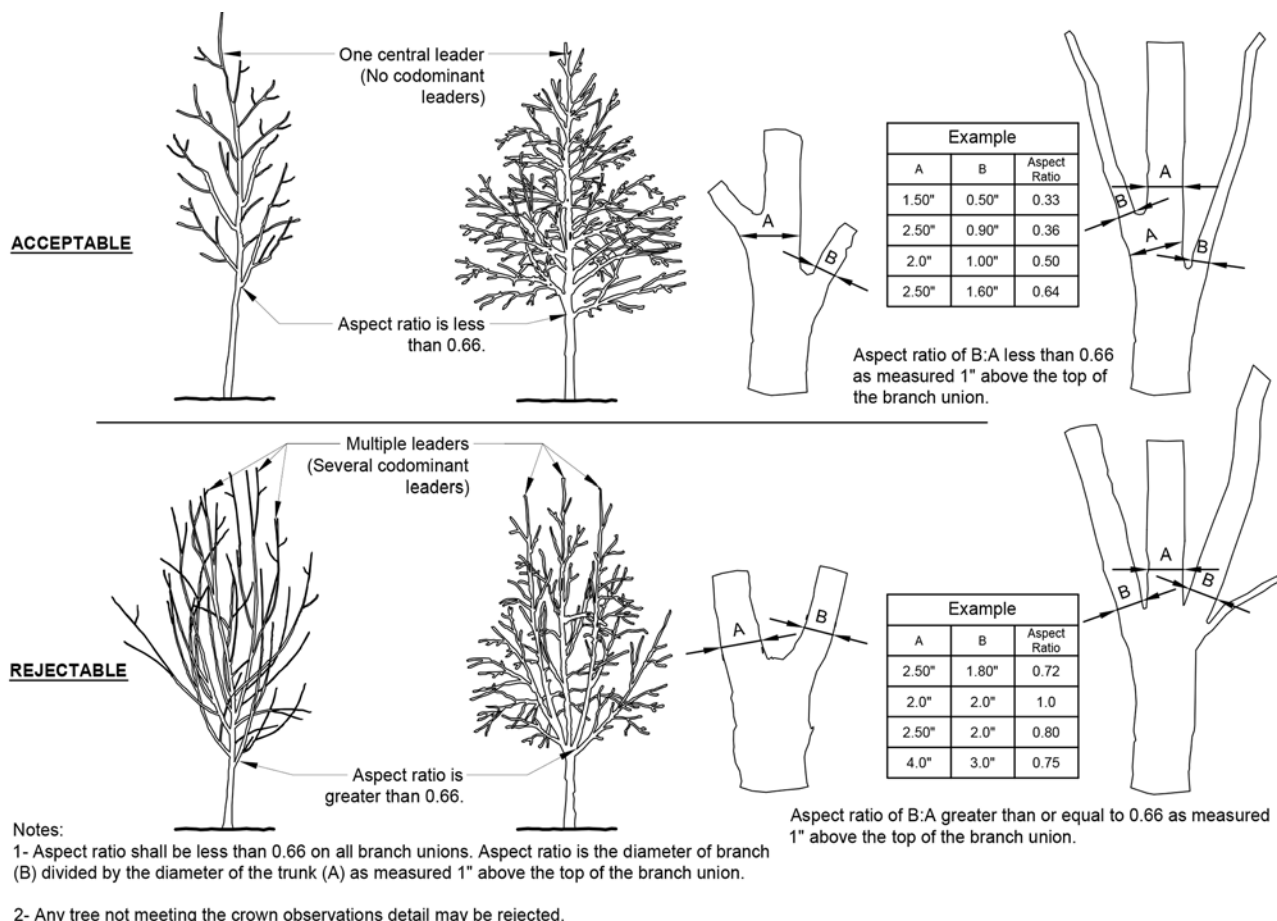 One central leader
(No codominant
leaders)
ACCEPTABLE
Aspect ratio is less
than 0.66.
A
B
Example
A B Aspect Ratio
1.50" 0.50" 0.33
2.50" 0.90" 0.36
2.0" 1.00" 0.50
2.50" 1.60" 0.64
A
B
A
B
Aspect ratio of B:A less than 0.66
as measured 1" above the top of
the branch union.
Multiple leaders
(Several codominant
leaders)
REJECTABLE
Aspect ratio is
greater than 0.66.
A
B
Example
A B Aspect Ratio
2.50" 1.80" 0.72
2.0" 2.0" 1.0
2.50" 2.0" 0.80
4.0" 3.0" 0.75
A
B
B
Aspect ratio of B:A greater than or equal to 0.66 as measured
1" above the top of the branch union.
Notes:
1- Aspect ratio shall be less than 0.66 on all branch unions. Aspect ratio is the diameter of branch
(B) divided by the diameter of the trunk (A) as measured 1" above the top of the branch union.
2- Any tree not meeting the crown observations detail may be rejected.